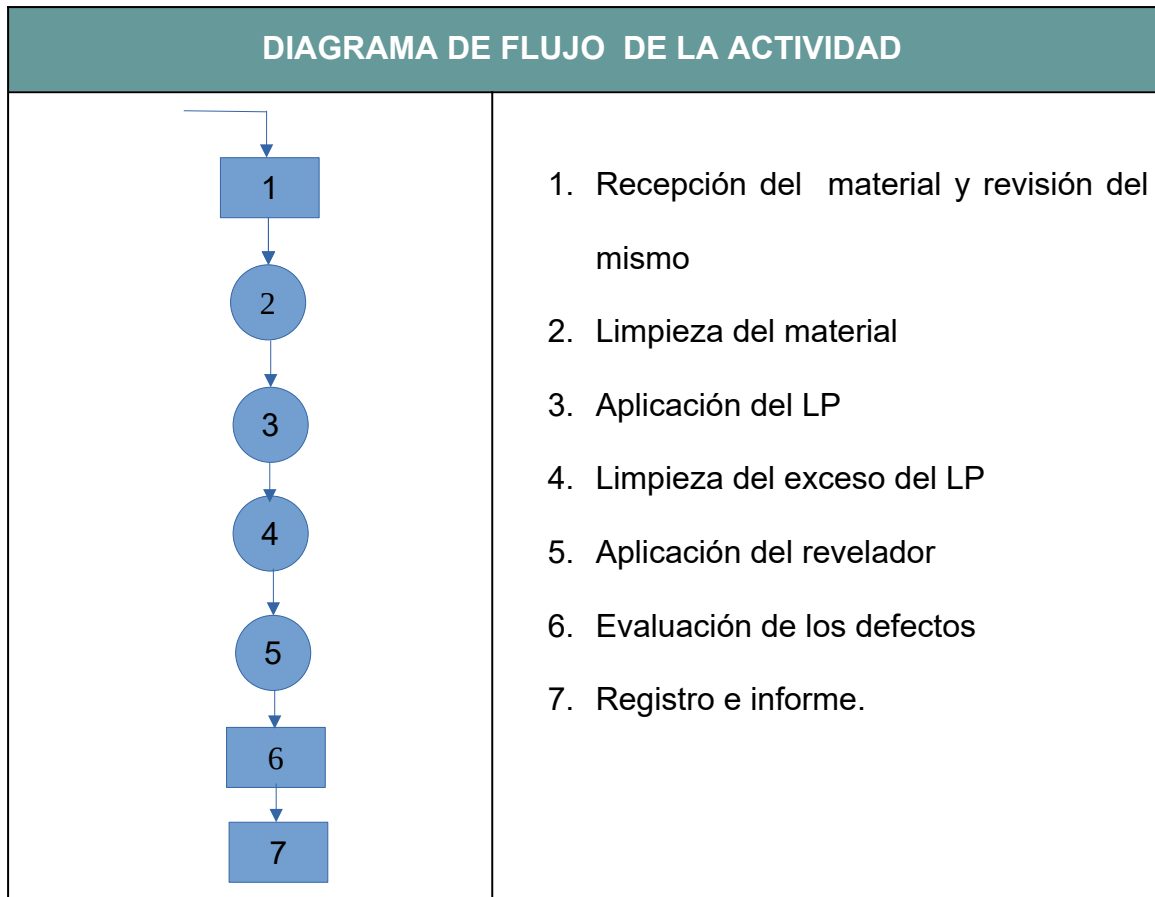 DIAGRAMA DE FLUJO DE LA ACTIVIDAD
1
2
3
4
5
6
7
1. Recepción del material y revisión del
mismo
2. Limpieza del material
3. Aplicación del LP
4. Limpieza del exceso del LP
5. Aplicación del revelador
6. Evaluación de los defectos
7. Registro e informe.